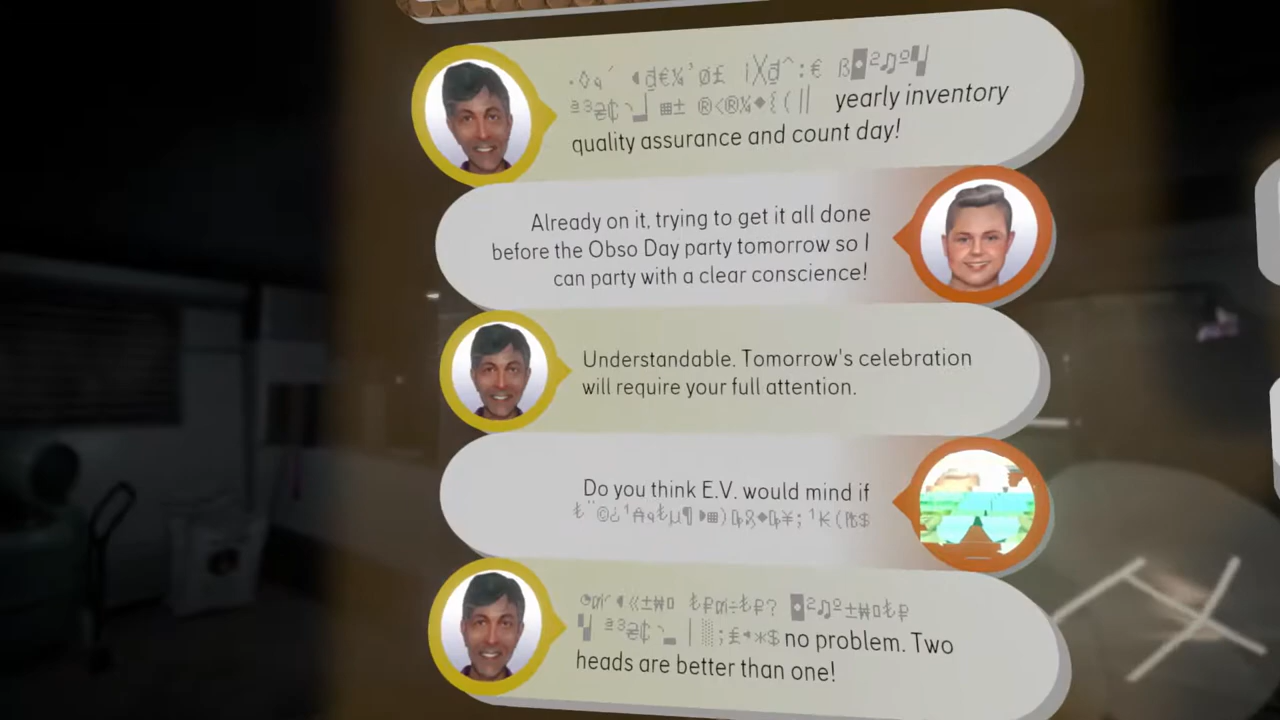 yearly inventory
quality assurance and count day!
Already on it, trying to get it all done
before the Obso Day party tomorrow so I
can party with a clear conscience!
Understandable. Tomorrow's celebration
will require your full attention.
Do you think E.V. would mind if
no problem. Two
heads are better than one!